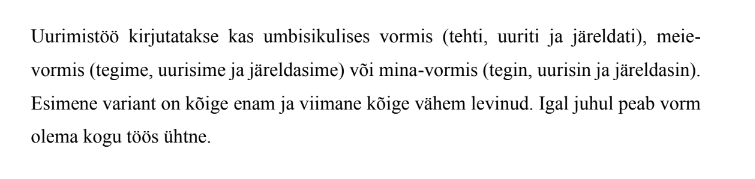 Uurimistöö kirjutatakse kas umbisikulises vormis (tehti, uuriti ja järeldati), meie-
vormis (tegime, uurisime ja järeldasime) või mina-vormis (tegin, uurisin ja järeldasin).
Esimene variant on kõige enam ja viimane kõige vähem levinud. Igal juhul peab vorm
olema kogu töös ühtne.